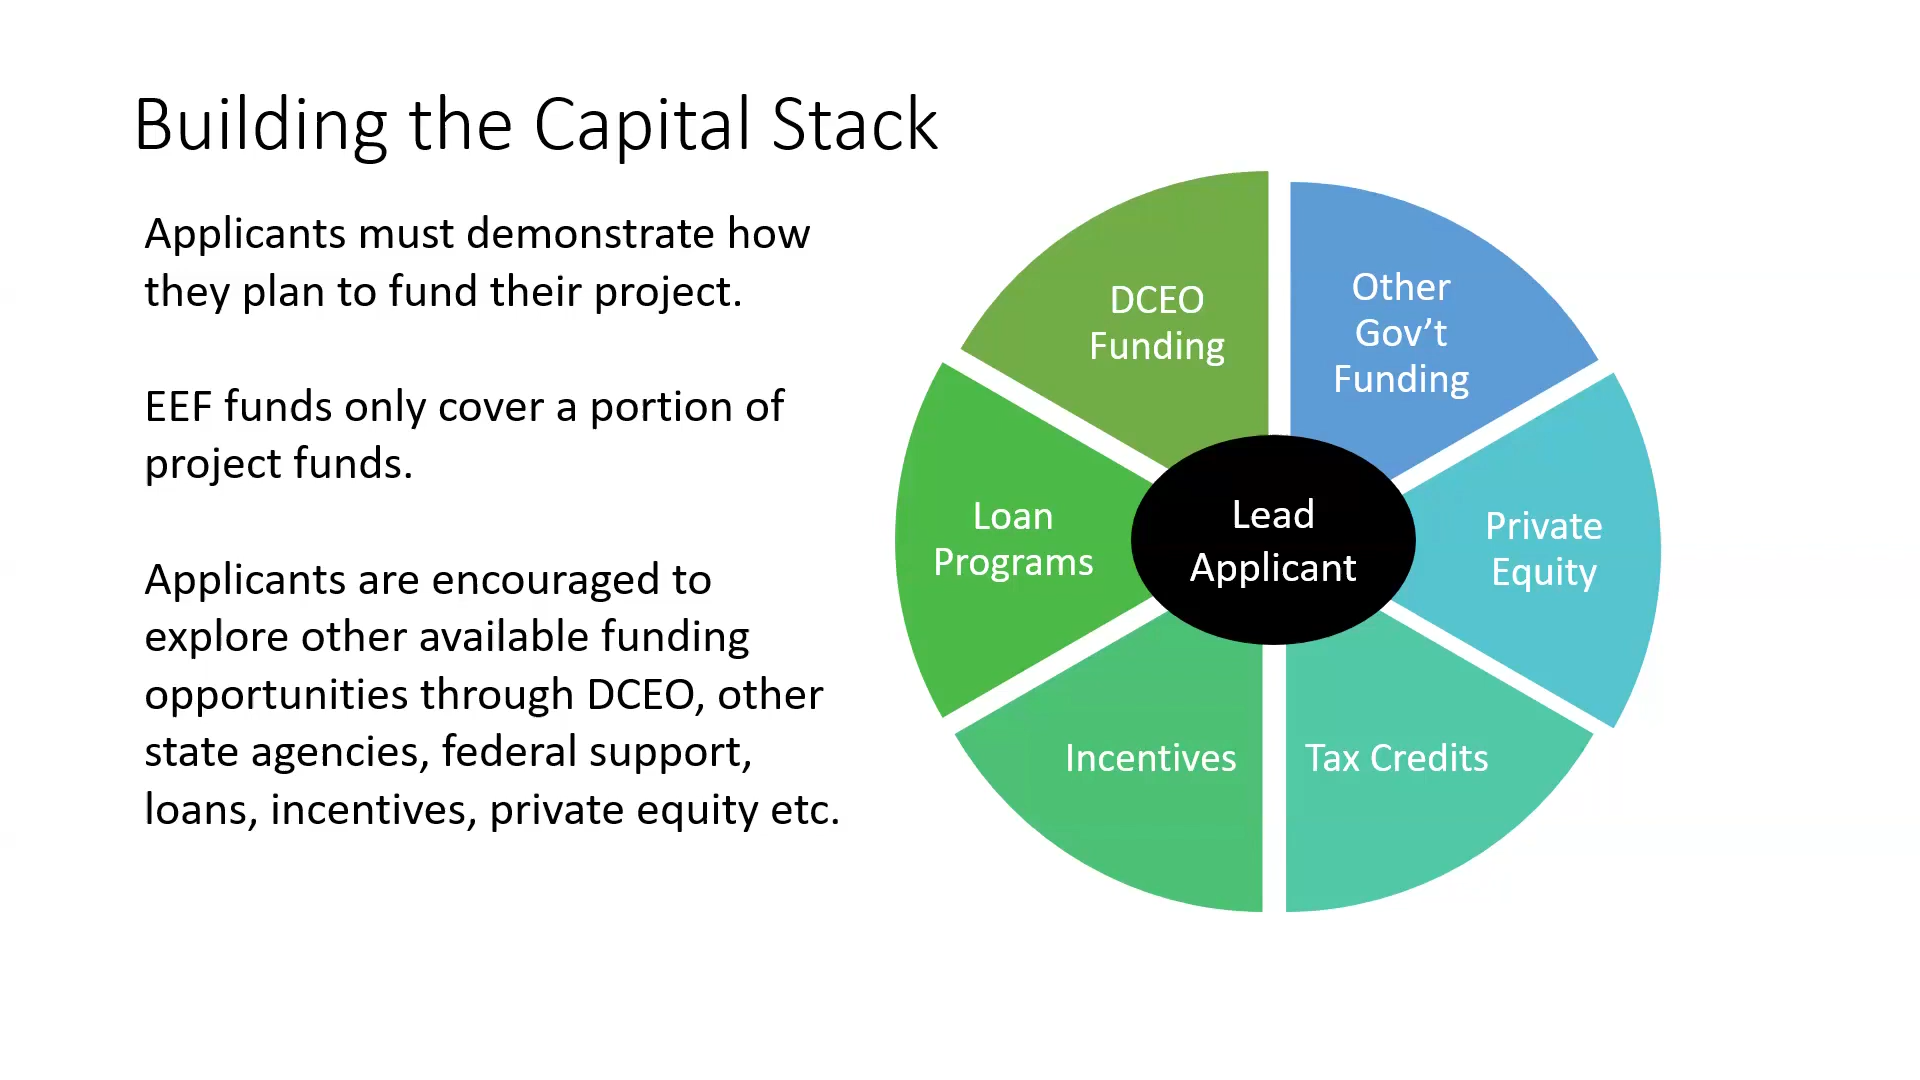 Building the Capital Stack
Applicants must demonstrate how
they plan to fund their project.
EEF funds only cover a portion of
project funds.
Applicants are encouraged to
explore other available funding
opportunities through DCEO, other
state agencies, federal support,
loans, incentives, private equity etc.
DCEO
Funding
Other
Gov’t
Funding
Loan
Programs
Lead
Applicant
Private
Equity
Incentives
Tax Credits